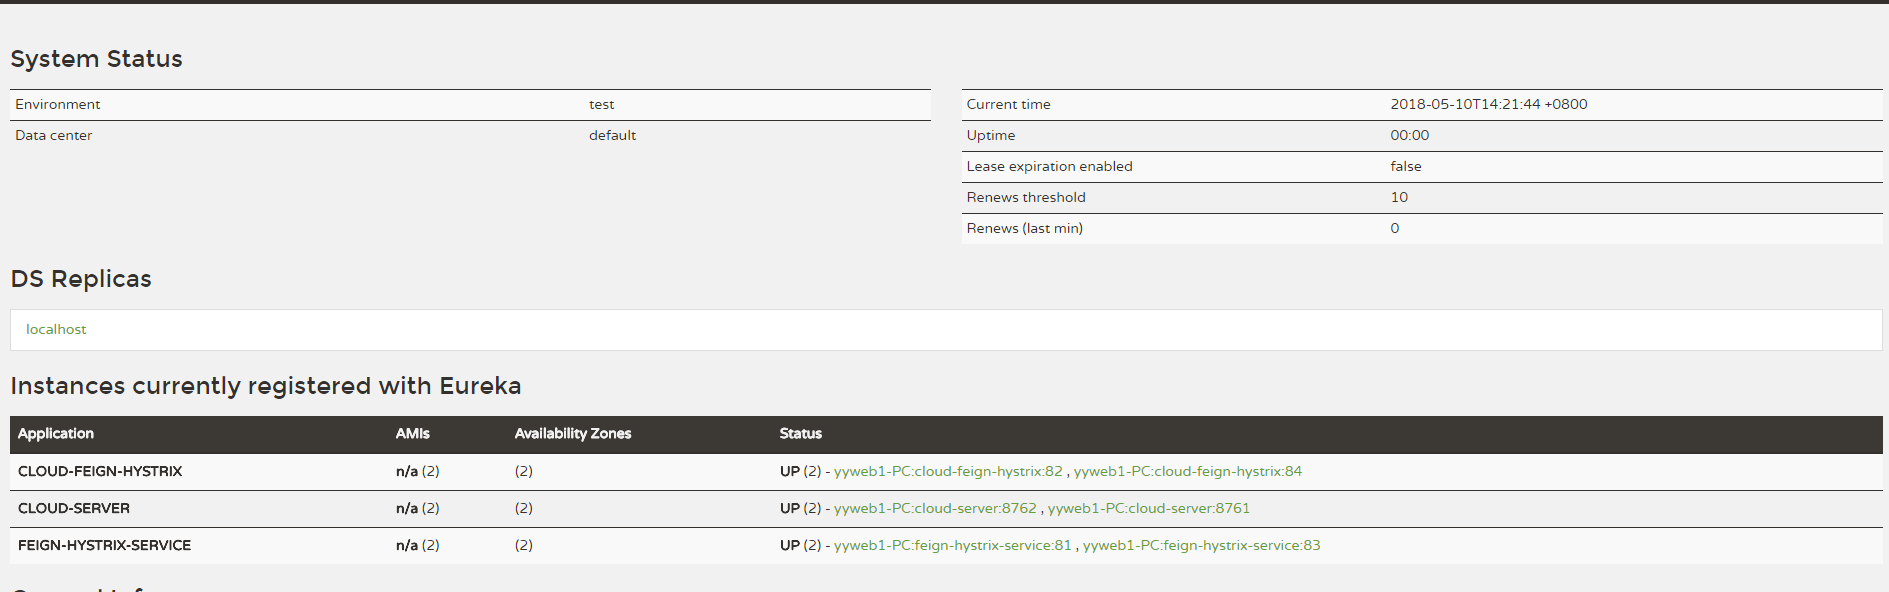 System Status
Environment test
Data center default
Current time 2018-05-10T14:21:44 +0800
Uptime 00:00
Lease expiration enabled false
Renews threshold 10
Renews (last min) 0
DS Replicas
localhost
Instances currently registered with Eureka
Application AMIs Availability Zones Status
CLOUD-FEIGN-HYSTRIX n/a (2) (2) UP (2) - yyweb1-PC:cloud-feign-hystrix:82 , yyweb1-PC:cloud-feign-hystrix:84
CLOUD-SERVER n/a (2) (2) UP (2) - yyweb1-PC:cloud-server:8762 , yyweb1-PC:cloud-server:8761
FEIGN-HYSTRIX-SERVICE n/a (2) (2) UP (2) - yyweb1-PC:feign-hystrix-service:81 , yyweb1-PC:feign-hystrix-service:83